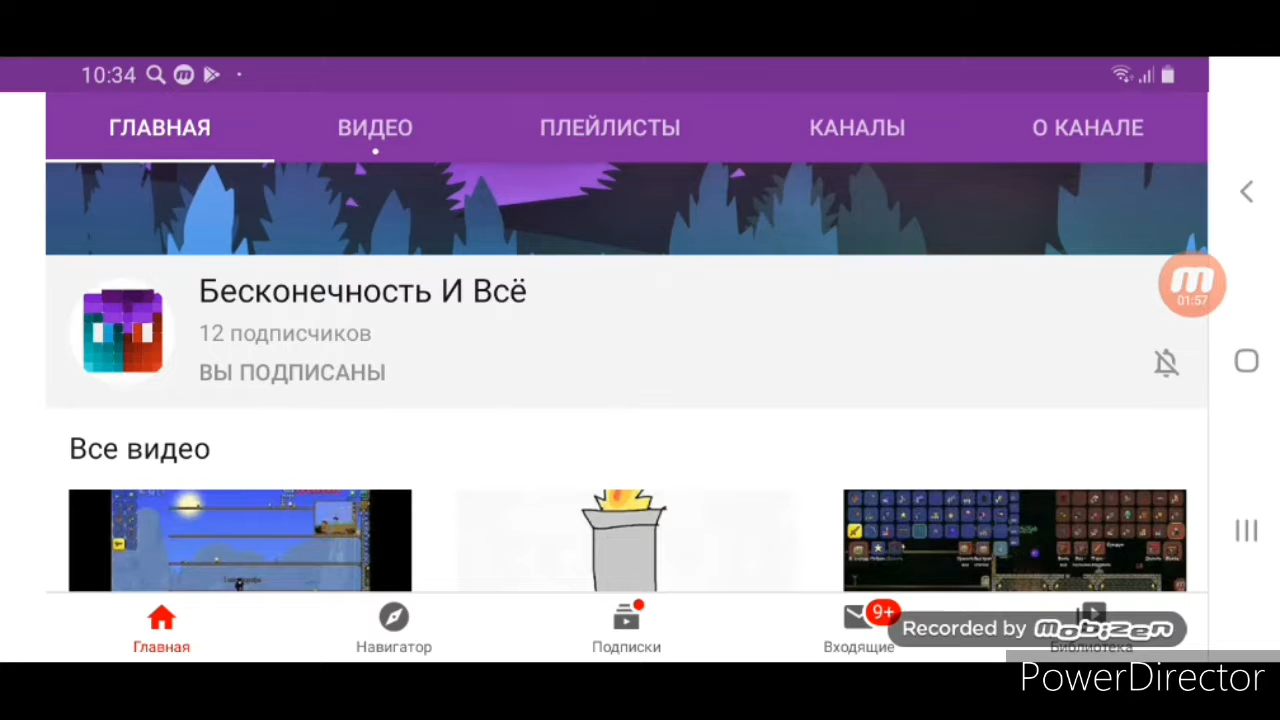 10:34
ГЛАВНАЯ
ВИДЕО
ПЛЕЙЛИСТЫ
КАНАЛЫ
О КАНАЛЕ
Бесконечность И Всё
12 подписчиков
ВЫ ПОДПИСАНЫ
01:57
Все видео
9+
Recorded by mobizen
Главная
Навигатор
Подписки
Входящие
Библиотека
PowerDirector